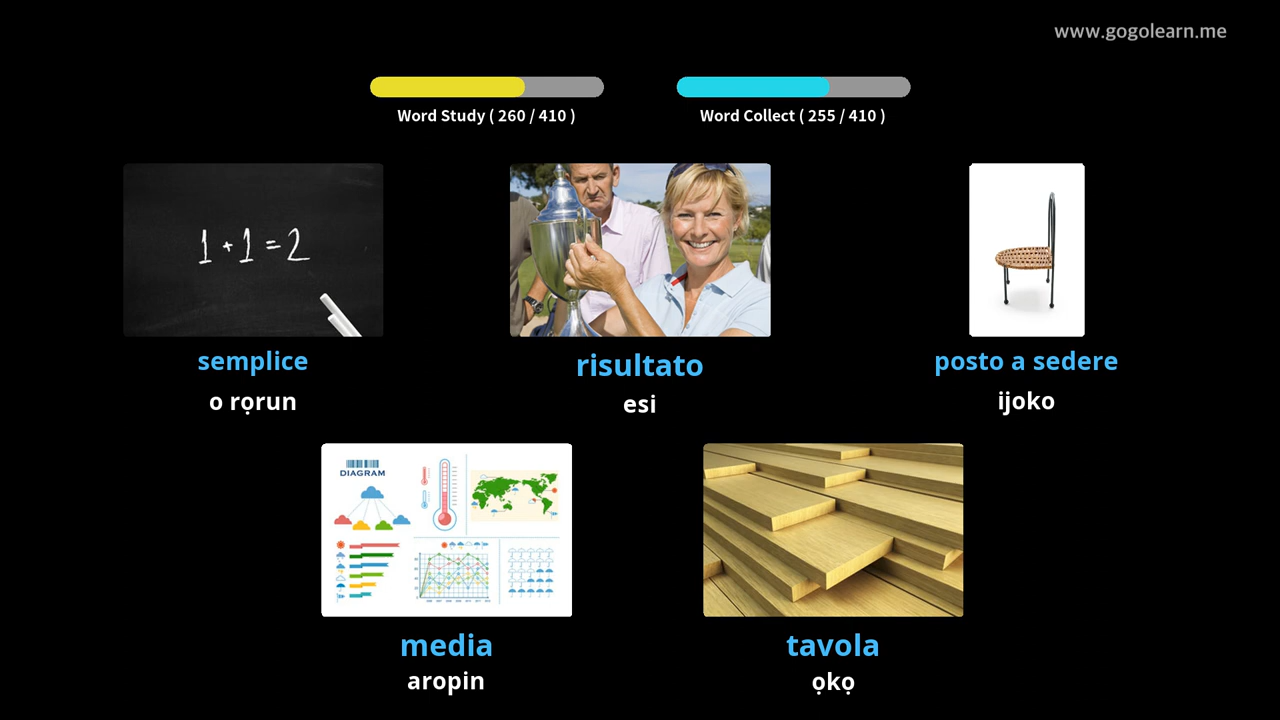 www.gogolearn.me
Word Study ( 260 / 410 )
Word Collect ( 255 / 410 )
1 + 1 = 2
semplice
o rọrun
risultato
esi
posto a sedere
ijoko
DIAGRAM
media
aropin
tavola
ọkọ